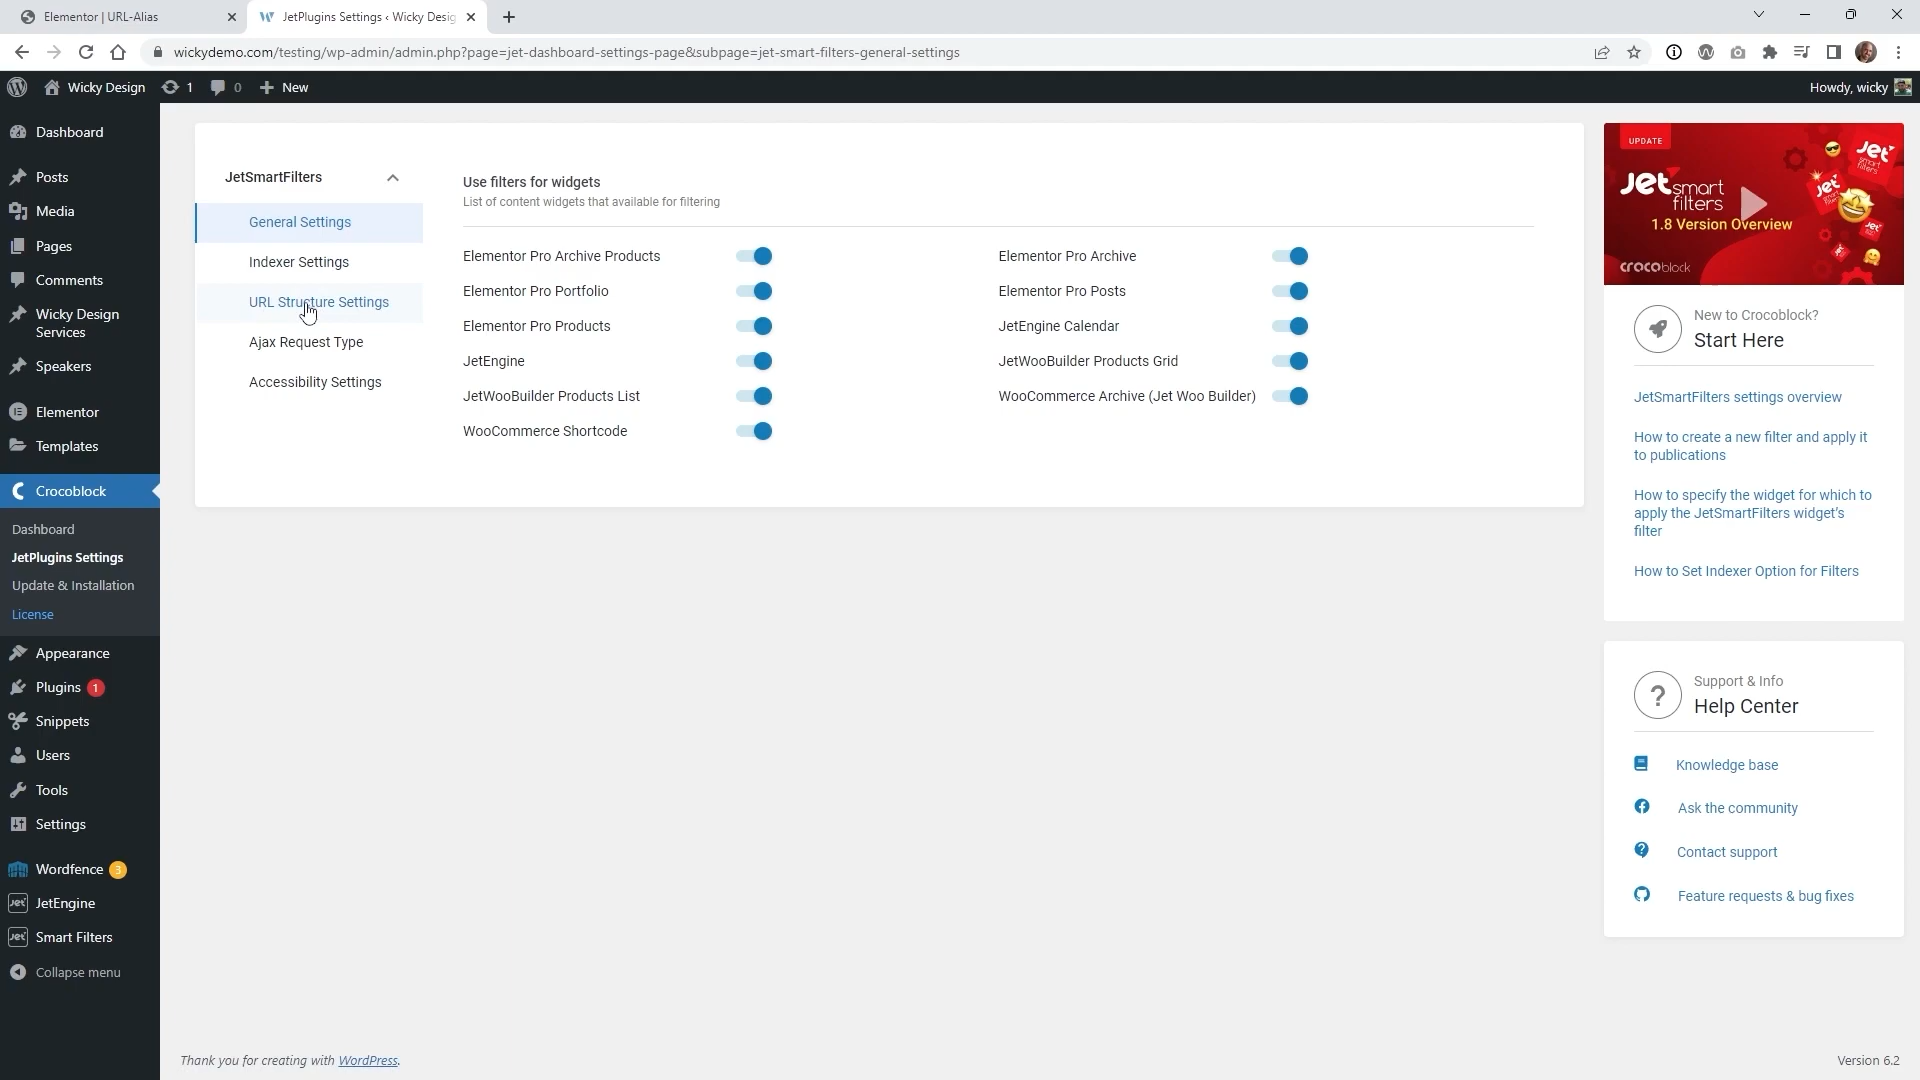 Elementor | URL-Alias
JetPlugins Settings ‹ Wicky Desig
wickydemo.com/testing/wp-admin/admin.php?page=jet-dashboard-settings-page&subpage=jet-smart-filters-general-settings
Wicky Design
1
0
New
Howdy, wicky
Dashboard
Posts
Media
Pages
Comments
Wicky Design
Services
Speakers
Elementor
Templates
Crocoblock
Dashboard
JetPlugins Settings
Update & Installation
License
Appearance
Plugins 1
Snippets
Users
Tools
Settings
Wordfence 3
JetEngine
Smart Filters
Collapse menu
JetSmartFilters
General Settings
Indexer Settings
URL Structure Settings
Ajax Request Type
Accessibility Settings
Use filters for widgets
List of content widgets that available for filtering
Elementor Pro Archive Products
Elementor Pro Archive
Elementor Pro Portfolio
Elementor Pro Posts
Elementor Pro Products
JetEngine Calendar
JetEngine
JetWooBuilder Products Grid
JetWooBuilder Products List
WooCommerce Archive (Jet Woo Builder)
WooCommerce Shortcode
UPDATE
Jet smart
filters
1.8 Version Overview
crocoblock
Jet
smart
filters
Jet
New to Crocoblock?
Start Here
JetSmartFilters settings overview
How to create a new filter and apply it
to publications
How to specify the widget for which to
apply the JetSmartFilters widget's
filter
How to Set Indexer Option for Filters
?
Support & Info
Help Center
Knowledge base
Ask the community
Contact support
Feature requests & bug fixes
Thank you for creating with WordPress.
Version 6.2